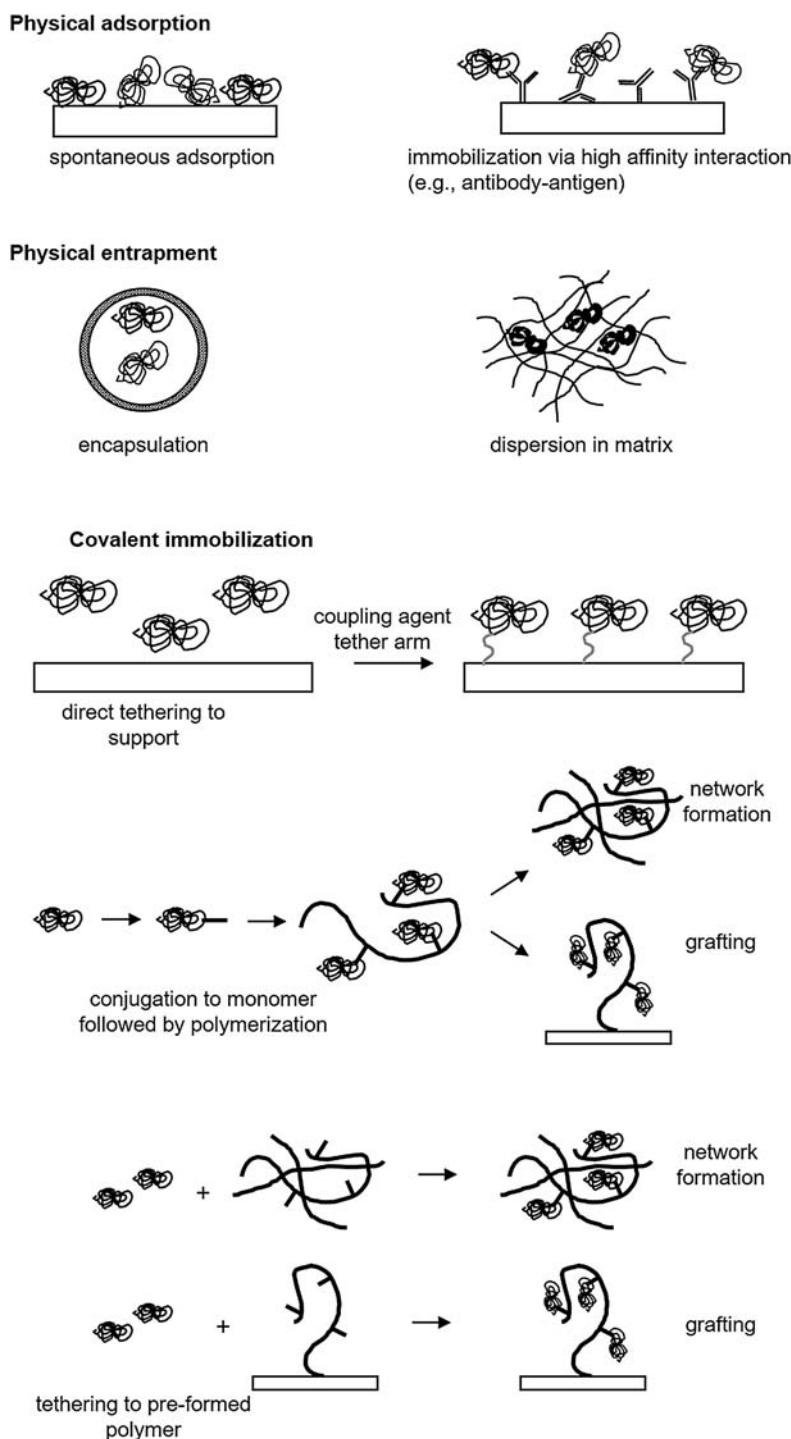 Physical adsorption
spontaneous adsorption
immobilization via high affinity interaction
(e.g., antibody-antigen)
Physical entrapment
encapsulation
dispersion in matrix
Covalent immobilization
coupling agent
tether arm
direct tethering to
support
network
formation
grafting
conjugation to monomer
followed by polymerization
+
network
formation
+
grafting
tethering to pre-formed
polymer